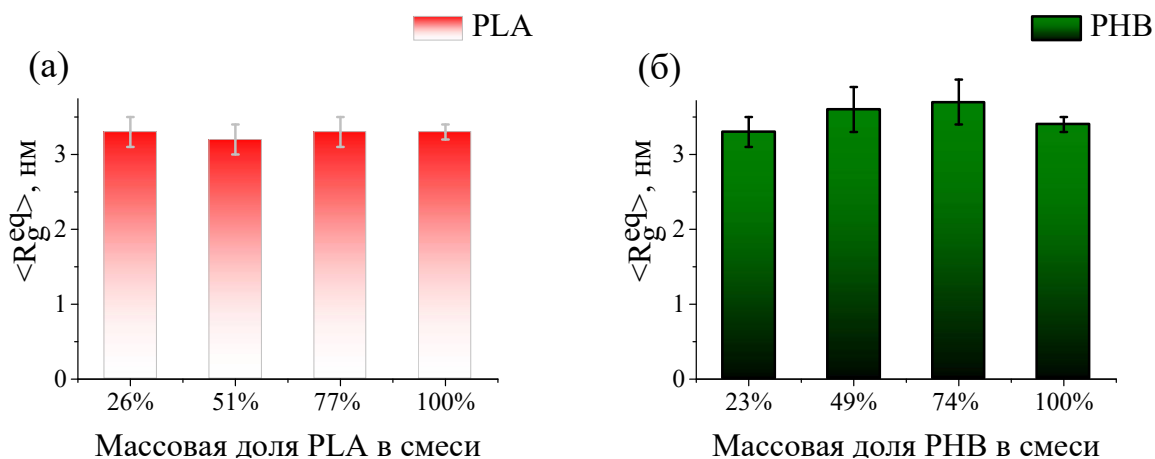 PLA
(а)
<R_g^eq>, нм
3
2
1
0
26% 51% 77% 100%
Массовая доля PLA в смеси
PHB
(б)
<R_g^eq>, нм
3
2
1
0
23% 49% 74% 100%
Массовая доля PHB в смеси